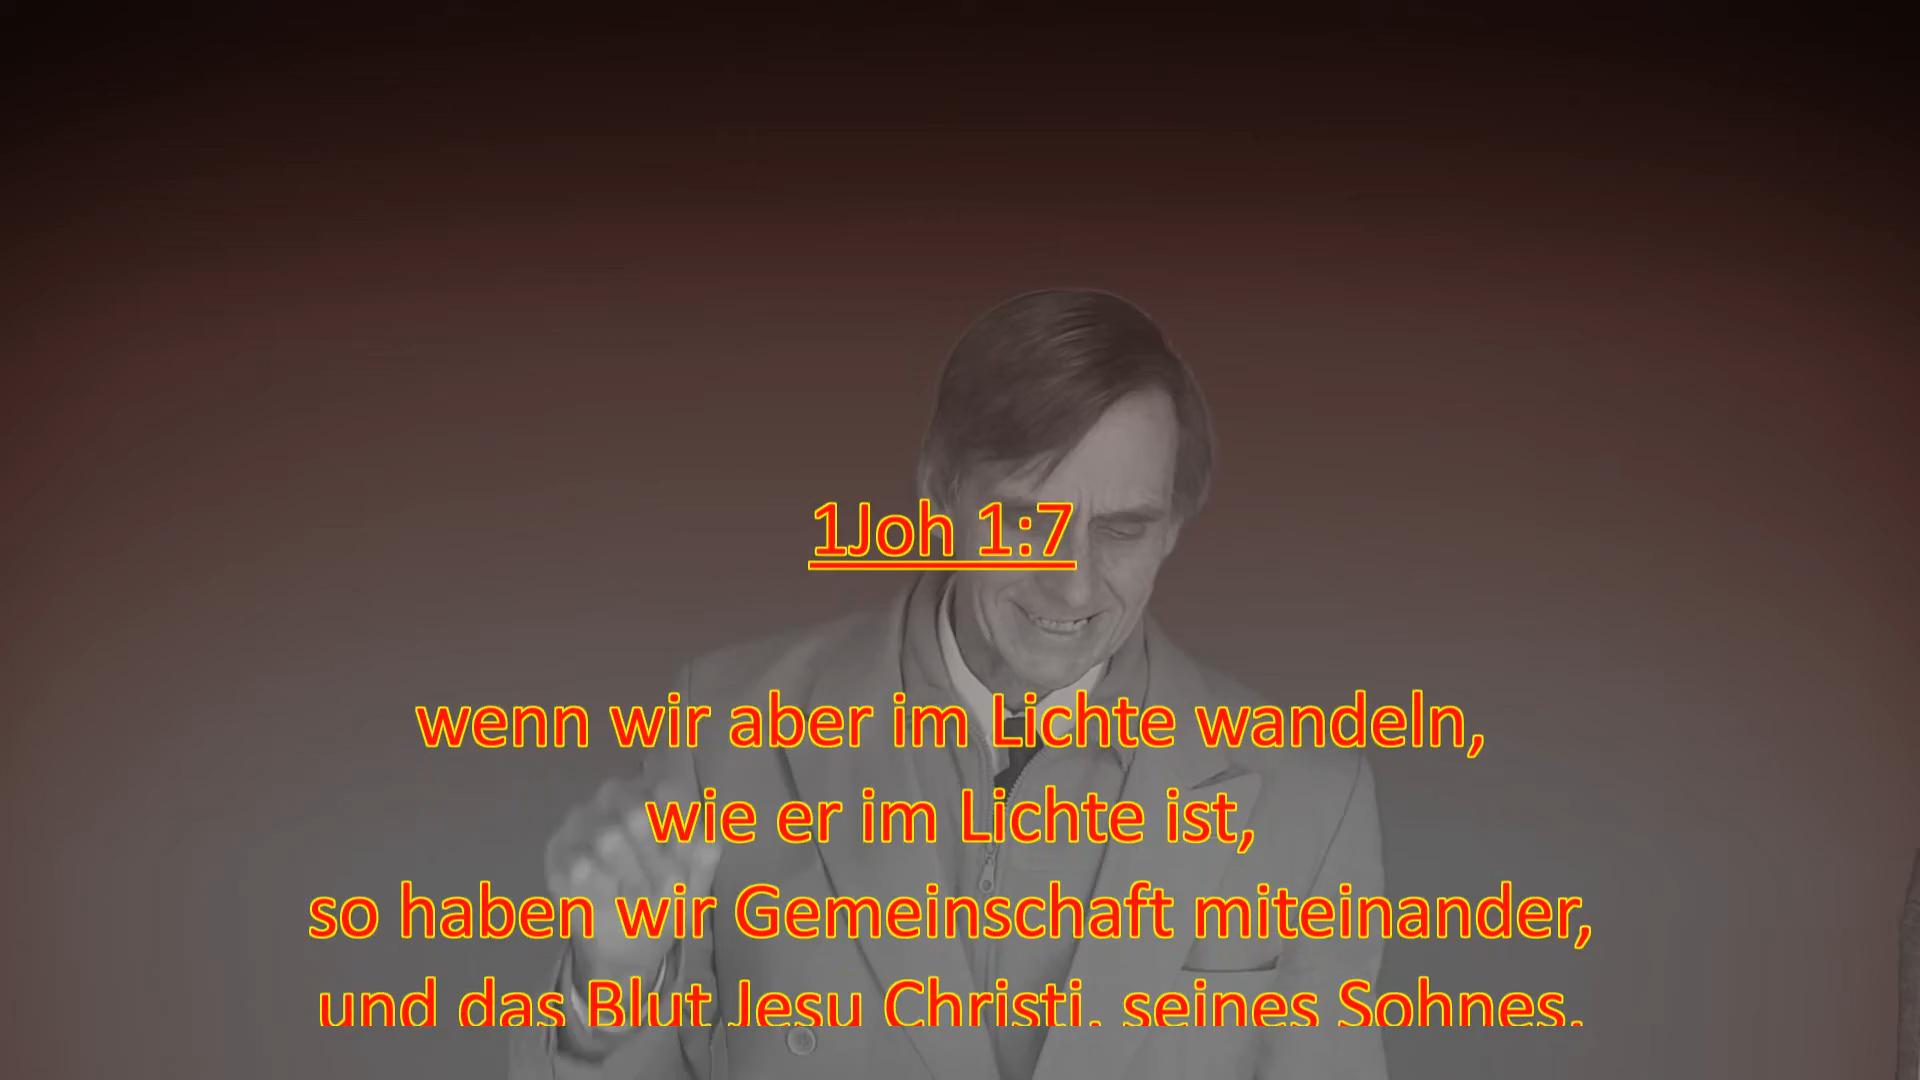 1Joh 1:7
wenn wir aber im Lichte wandeln,
wie er im Lichte ist,
so haben wir Gemeinschaft miteinander,
und das Blut Jesu Christi, seines Sohnes,